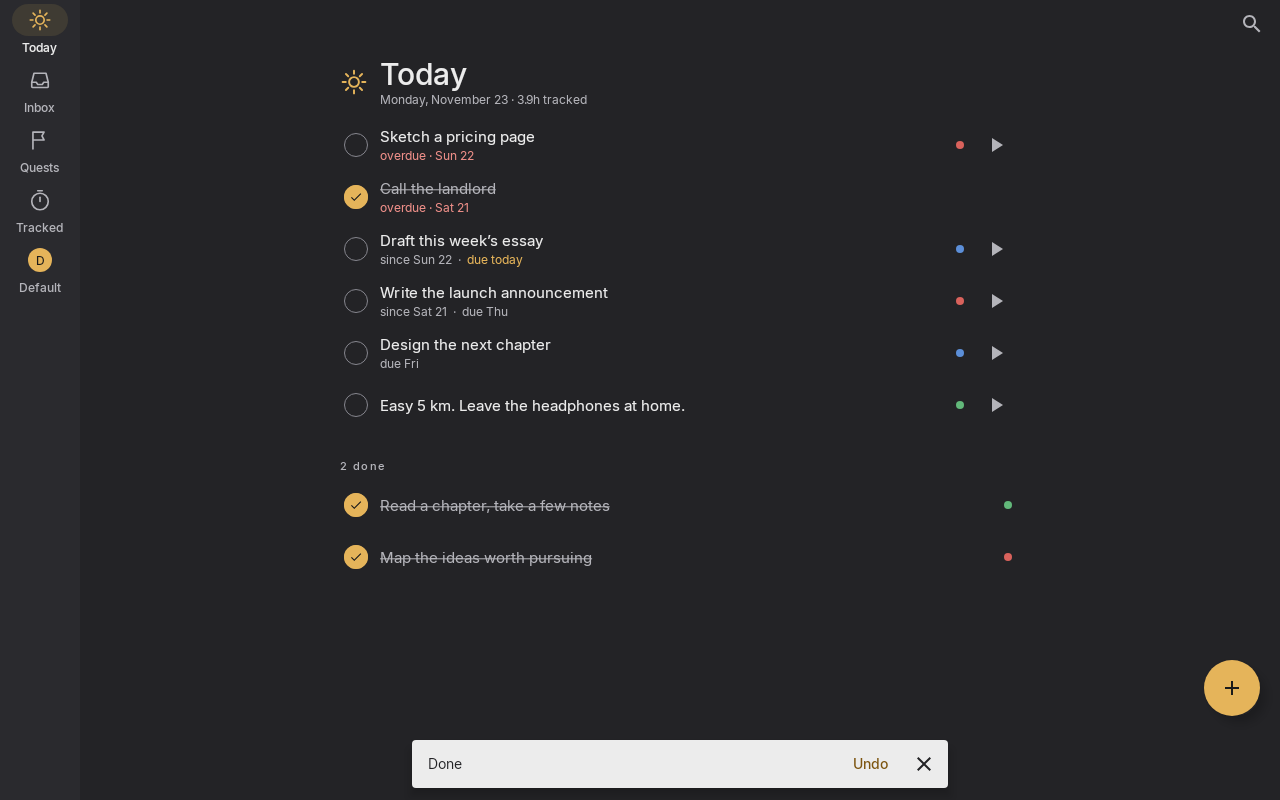 Today
Inbox
Quests
Tracked
D
Default
Today
Monday, November 23 · 3.9h tracked
Sketch a pricing page
overdue · Sun 22
Call the landlord
overdue · Sat 21
Draft this week’s essay
since Sun 22 · due today
Write the launch announcement
since Sat 21 · due Thu
Design the next chapter
due Fri
Easy 5 km. Leave the headphones at home.
2 done
Read a chapter, take a few notes
Map the ideas worth pursuing
Done
Undo